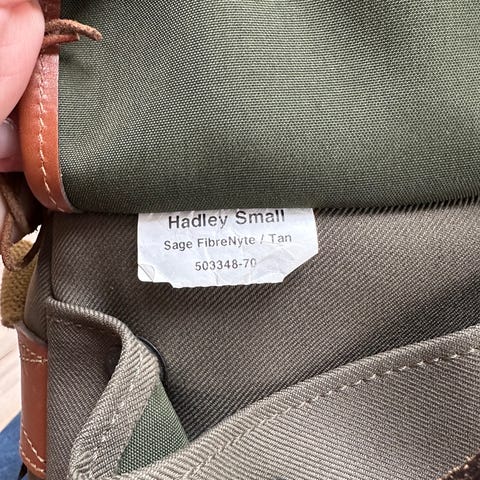 Hadley Small
Sage FibreNyte / Tan
503348-70